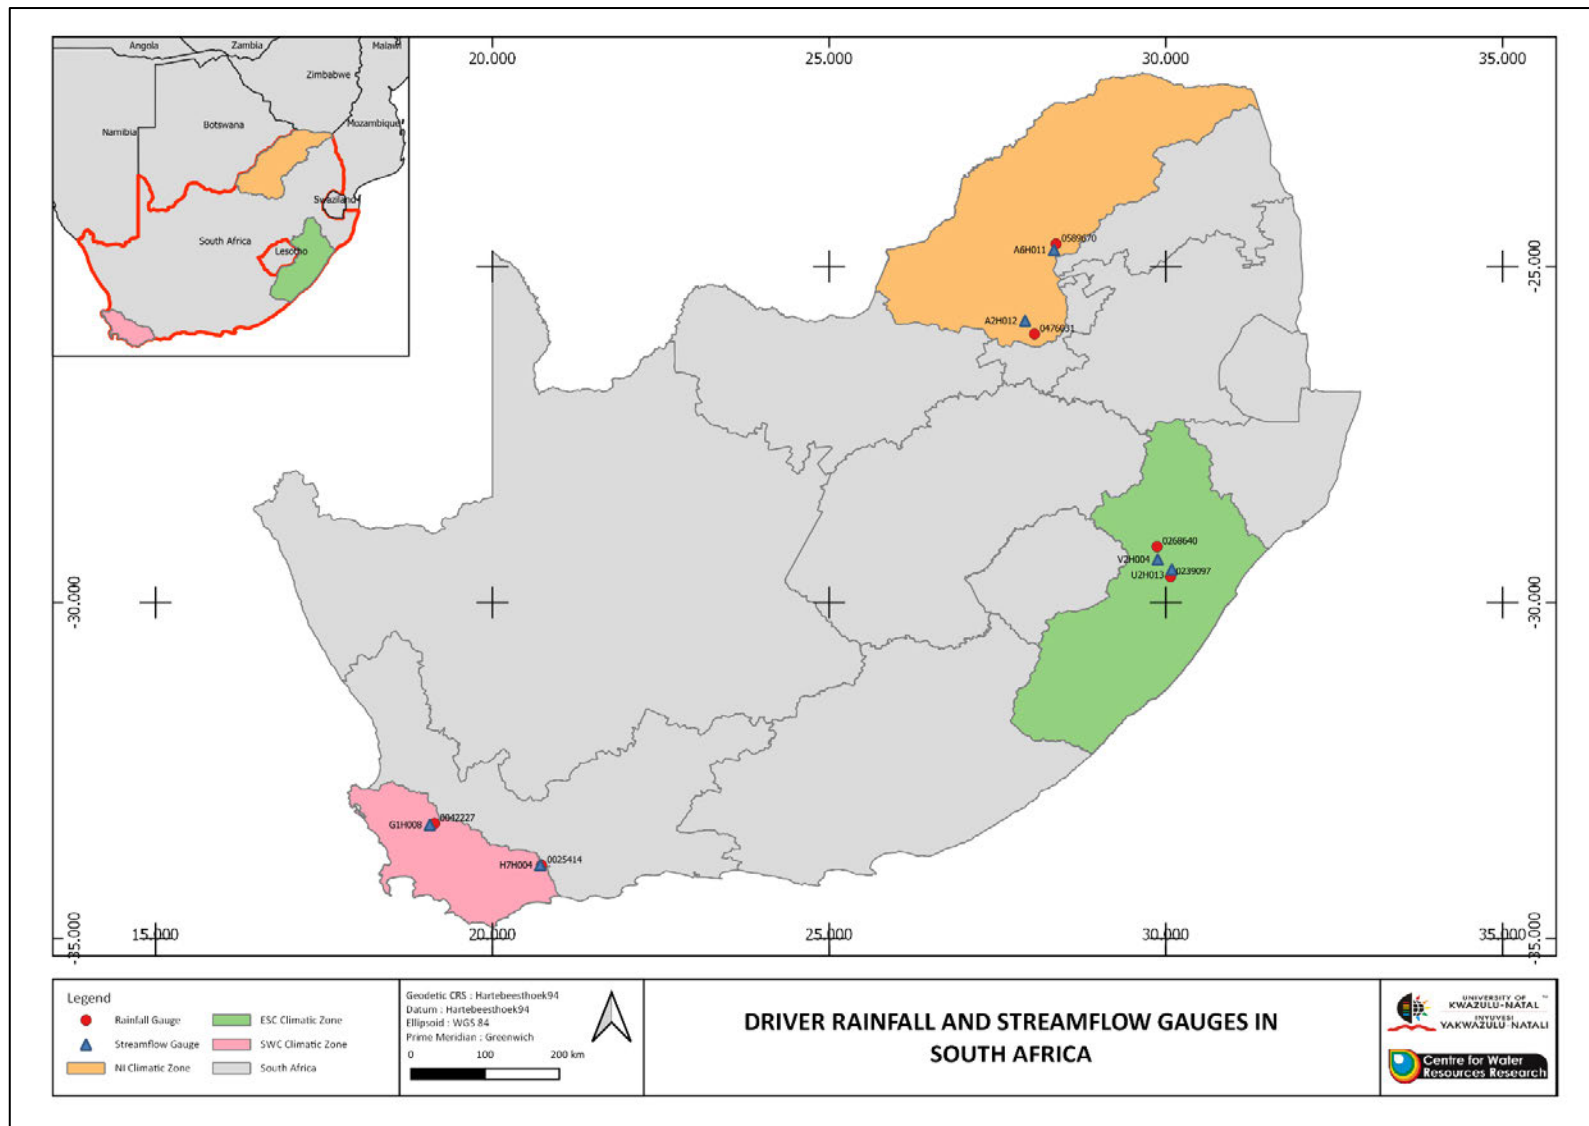 Angola
Zambia
Malawi
Zimbabwe
Namibia
Botswana
Mozambique
Swaziland
South Africa
Lesotho
20.000
25.000
30.000
35.000
-25.000
-25.000
0589670
A6H011
A2H012
0476031
0268640
V2H004
U2H013
0239097
-30.000
-30.000
G1H008
0042227
H7H004
0025414
-35.000
-35.000
15.000
20.000
25.000
30.000
35.000
Legend
Rainfall Gauge
Streamflow Gauge
NI Climatic Zone
ESC Climatic Zone
SWC Climatic Zone
South Africa
Geodetic CRS : Hartebeesthoek94
Datum : Hartebeesthoek94
Ellipsoid : WGS 84
Prime Meridian : Greenwich
0 100 200 km
DRIVER RAINFALL AND STREAMFLOW GAUGES IN
SOUTH AFRICA
UNIVERSITY OF ™
KWAZULU-NATAL
INYUVESI
YAKWAZULU-NATALI
Centre for Water
Resources Research